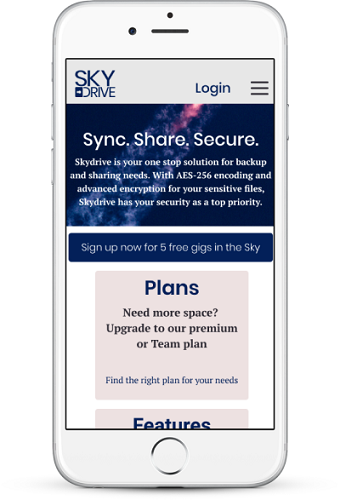 SKY
DRIVE
Login
Sync. Share. Secure.
Skydrive is your one stop solution for backup
and sharing needs. With AES-256 encoding and
advanced encryption for your sensitive files,
Skydrive has your security as a top priority.
Sign up now for 5 free gigs in the Sky
Plans
Need more space?
Upgrade to our premium
or Team plan
Find the right plan for your needs
Features